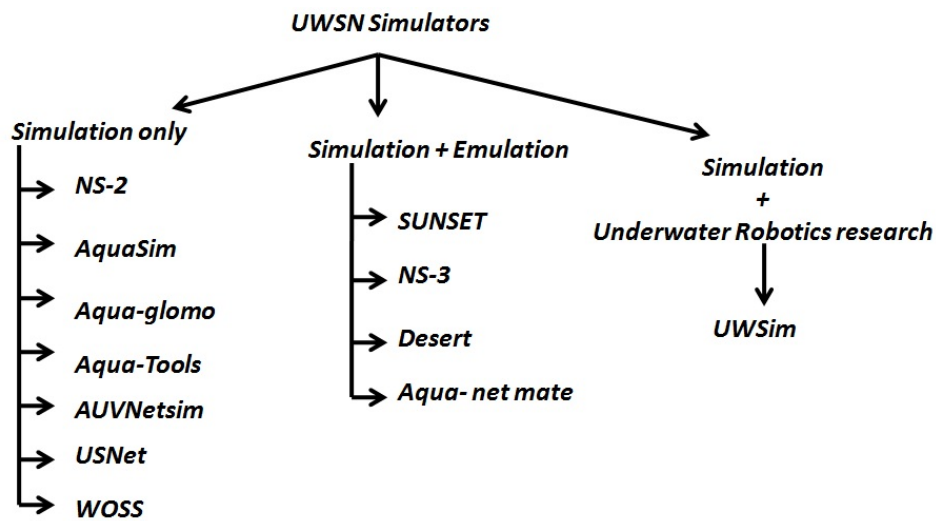 UWSN Simulators
Simulation only
NS-2
AquaSim
Aqua-glomo
Aqua-Tools
AUVNetsim
USNet
WOSS
Simulation + Emulation
SUNSET
NS-3
Desert
Aqua- net mate
Simulation
+
Underwater Robotics research
UWSim